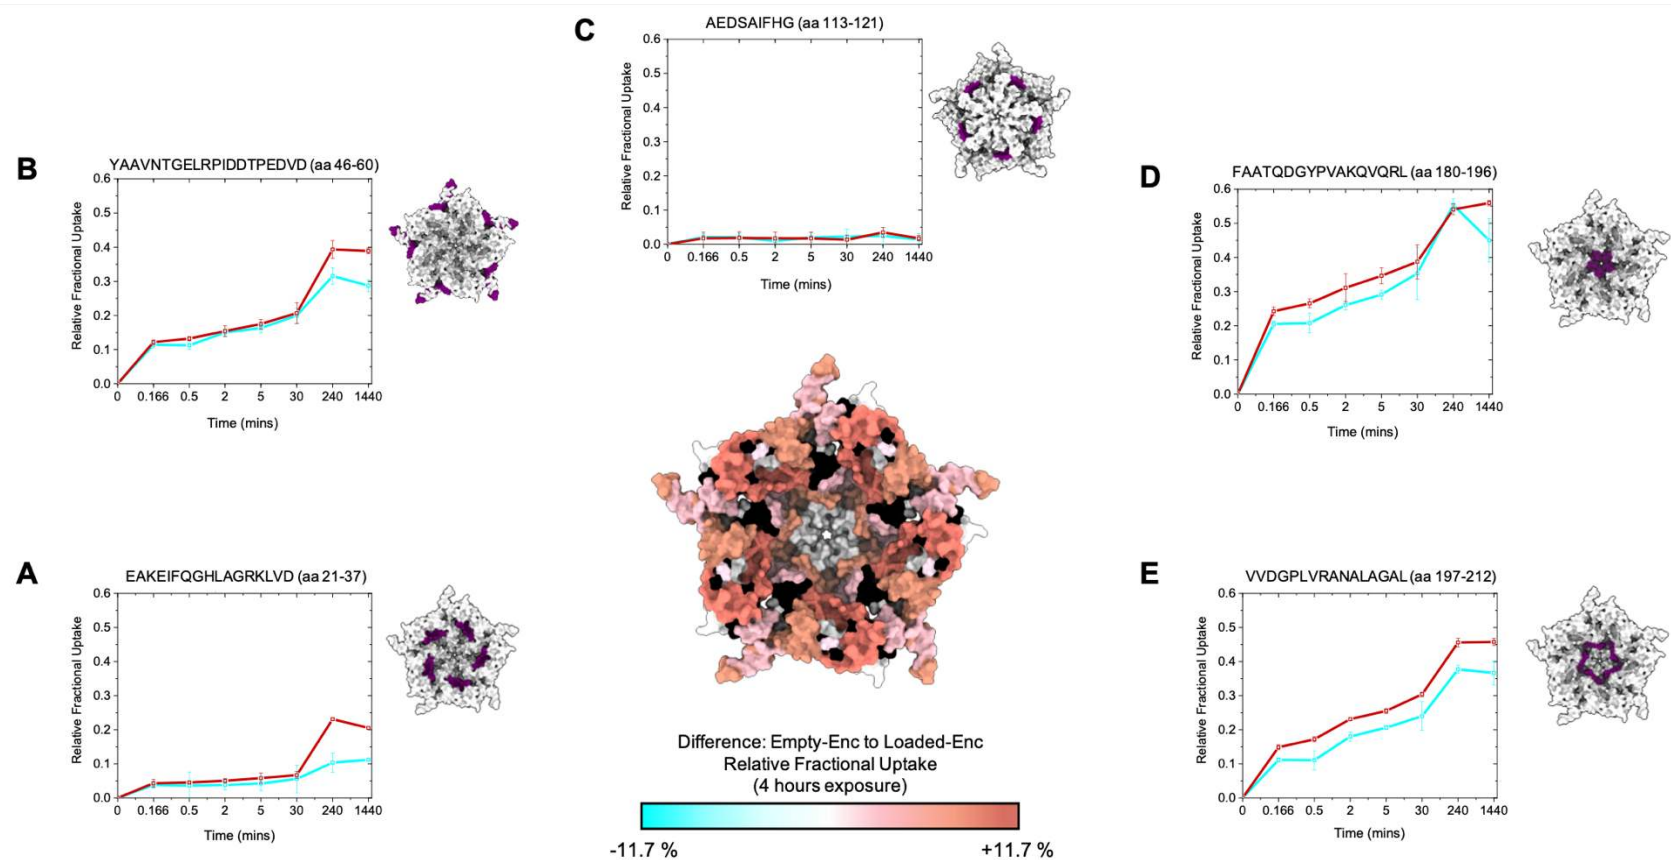 C
AEDSAIFHG (aa 113-121)
Relative Fractional Uptake
0.6
0.5
0.4
0.3
0.2
0.1
0.0
0 0.166 0.5 2 5 30 240 1440
Time (mins)
B
YAAVNTGELRPIDDTPEDVD (aa 46-60)
Relative Fractional Uptake
0.6
0.5
0.4
0.3
0.2
0.1
0.0
0 0.166 0.5 2 5 30 240 1440
Time (mins)
D
FAATQDGYPVAKQVQRL (aa 180-196)
Relative Fractional Uptake
0.6
0.5
0.4
0.3
0.2
0.1
0.0
0 0.166 0.5 2 5 30 240 1440
Time (mins)
A
EAKEIFQGHLAGRKLVD (aa 21-37)
Relative Fractional Uptake
0.6
0.5
0.4
0.3
0.2
0.1
0.0
0 0.166 0.5 2 5 30 240 1440
Time (mins)
E
VVDGPLVRANALAGAL (aa 197-212)
Relative Fractional Uptake
0.6
0.5
0.4
0.3
0.2
0.1
0.0
0 0.166 0.5 2 5 30 240 1440
Time (mins)
Difference: Empty-Enc to Loaded-Enc
Relative Fractional Uptake
(4 hours exposure)
-11.7 % +11.7 %